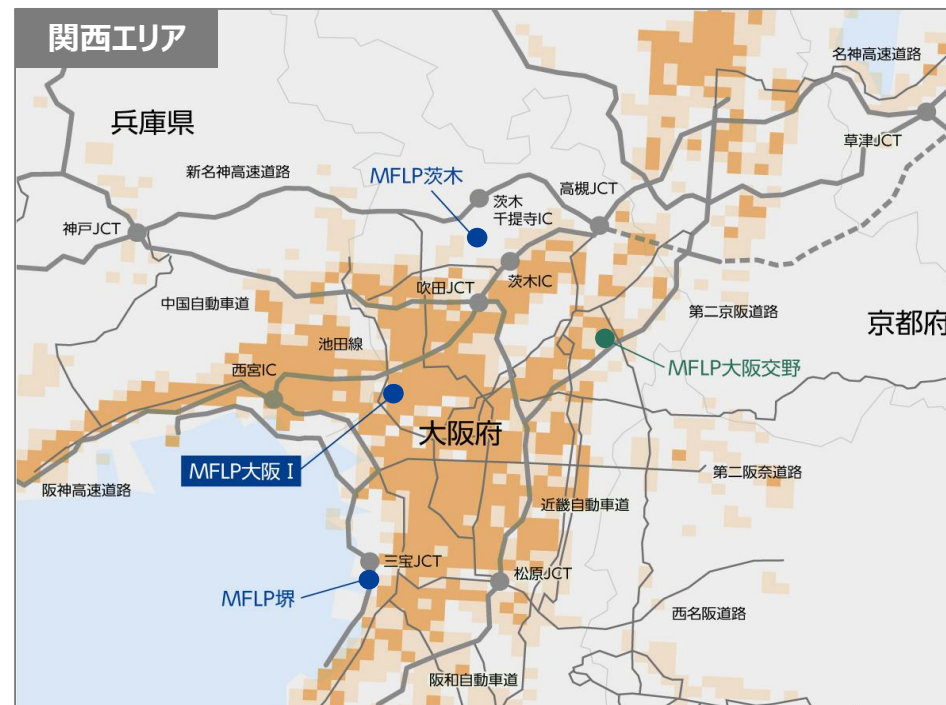 関西エリア
名神高速道路
兵庫県
草津JCT
新名神高速道路
MFLP茨木
高槻JCT
茨木
千提寺IC
神戸JCT
茨木IC
吹田JCT
中国自動車道
第二京阪道路
京都府
池田線
西宮IC
MFLP大阪交野
大阪府
MFLP大阪 I
第二阪奈道路
阪神高速道路
近畿自動車道
三宝JCT
松原JCT
MFLP堺
西名阪道路
阪和自動車道